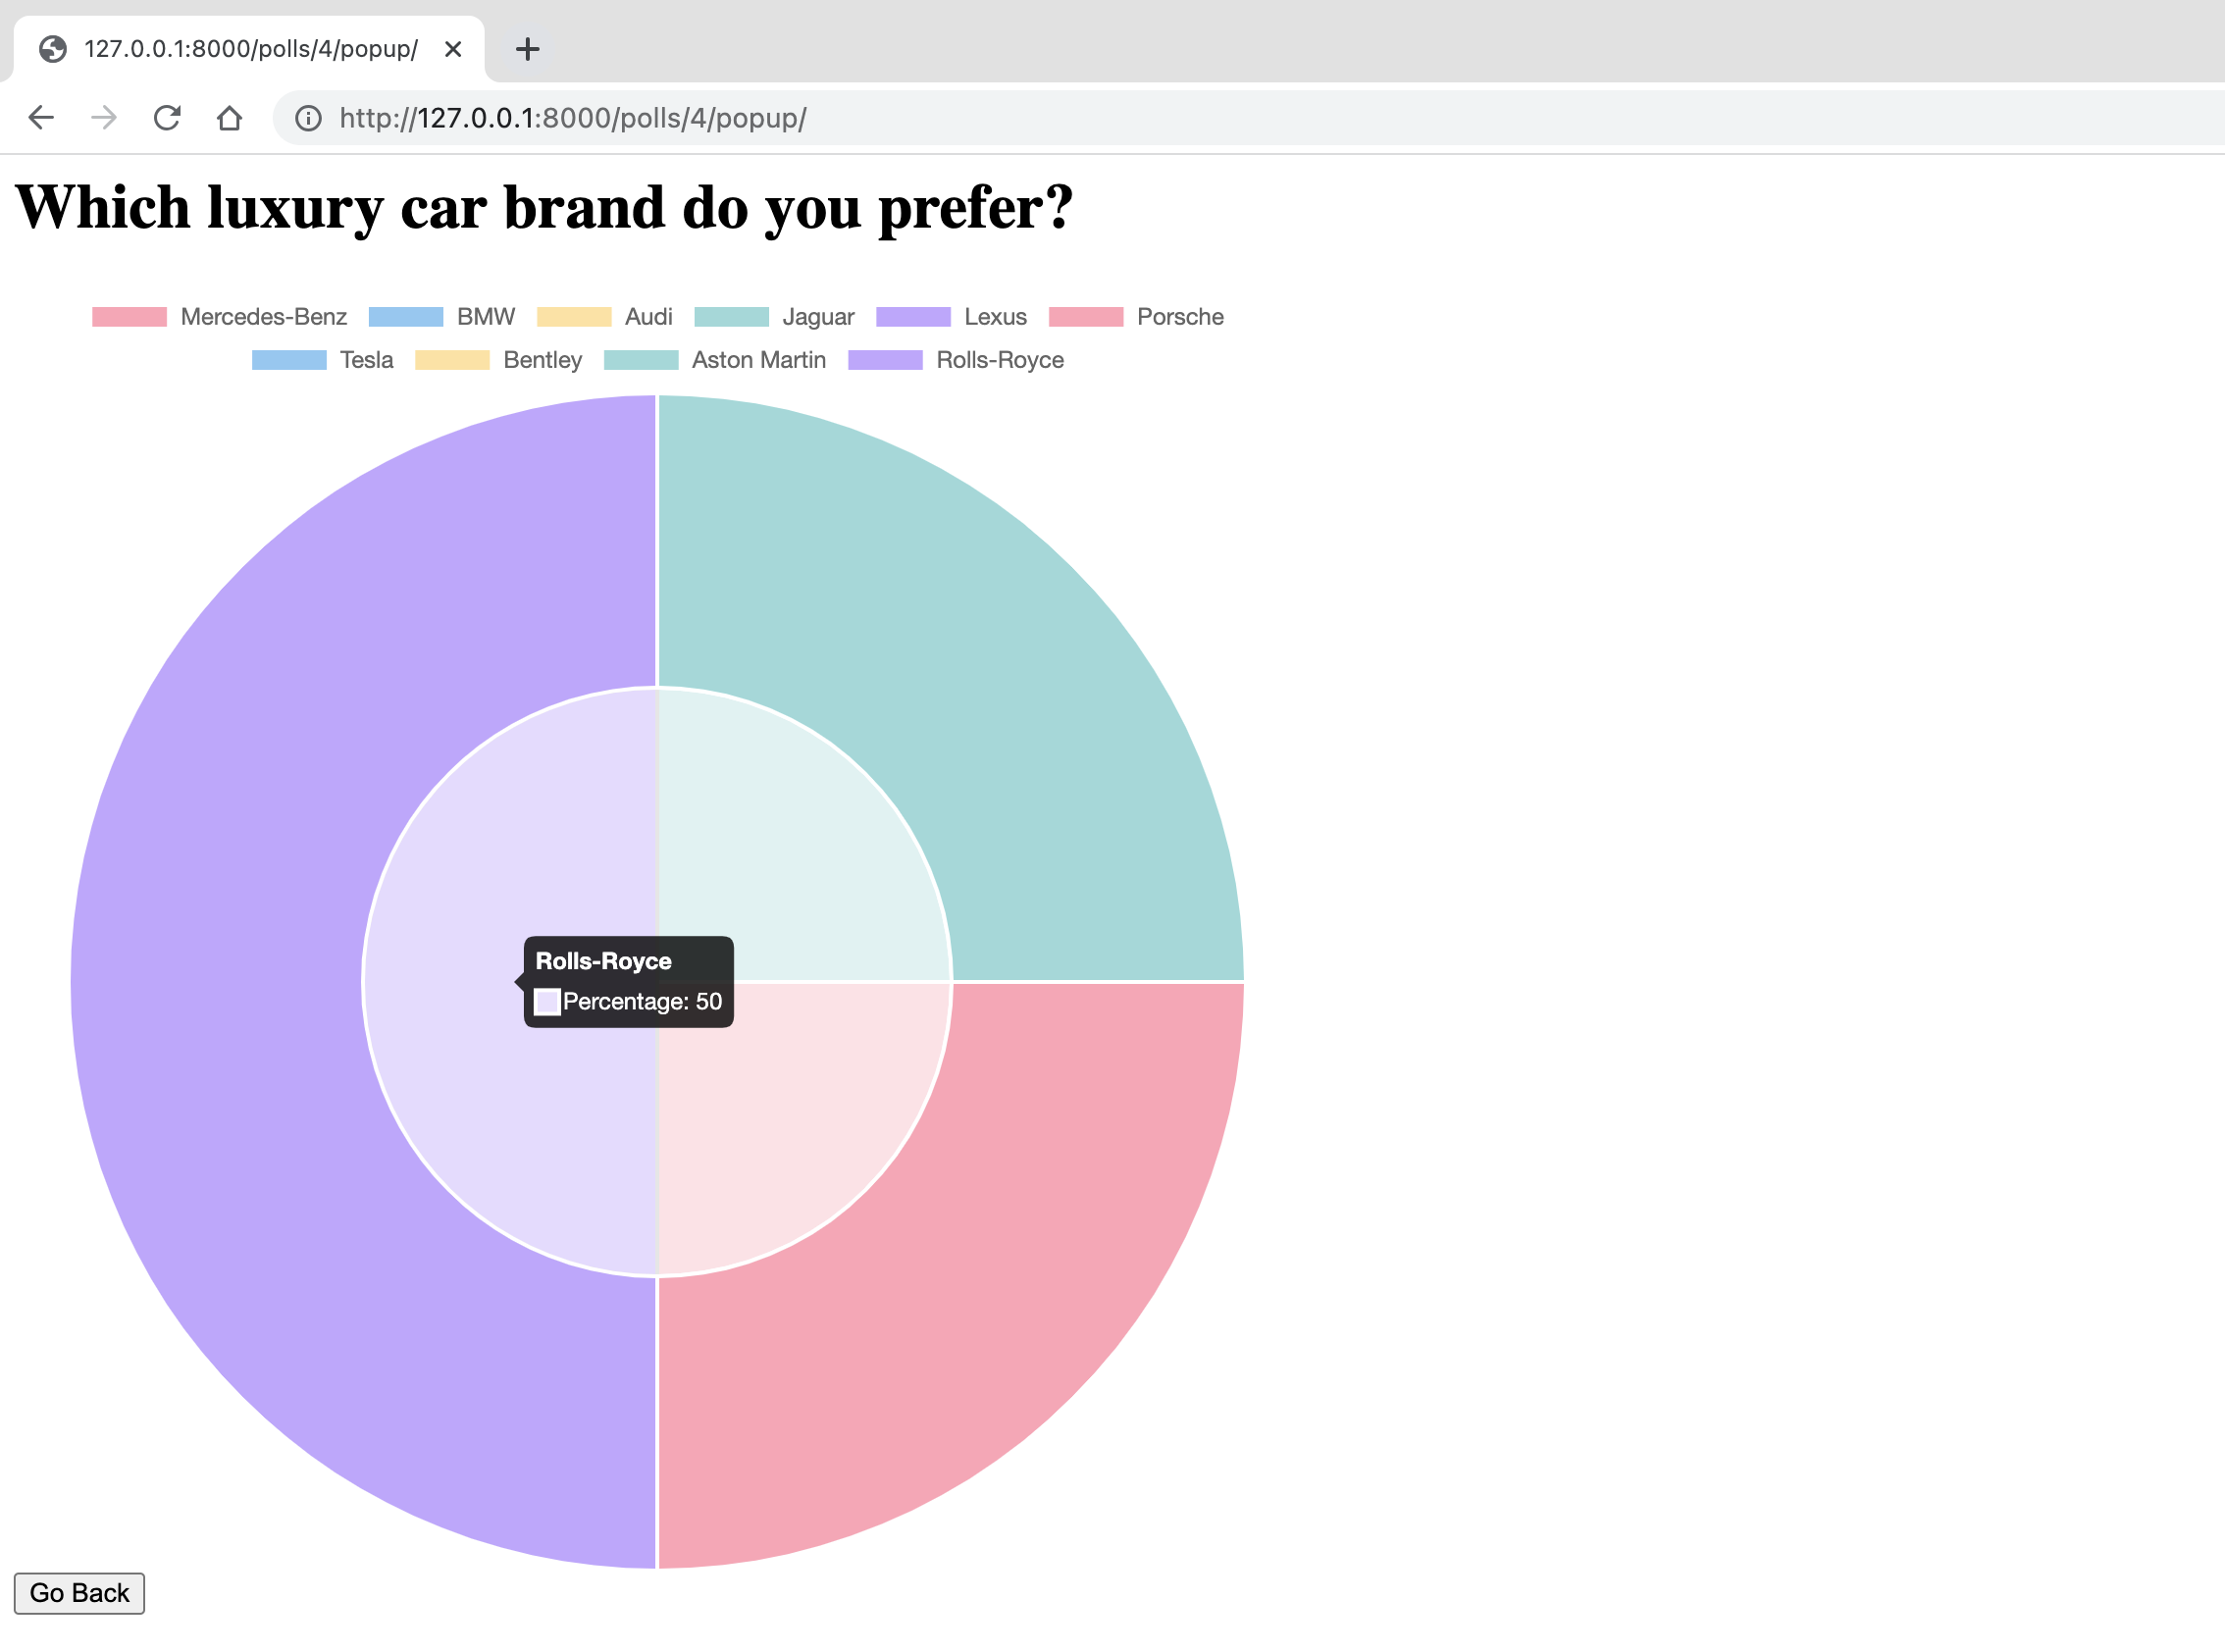 127.0.0.1:8000/polls/4/popup/
http://127.0.0.1:8000/polls/4/popup/
Which luxury car brand do you prefer?
Mercedes-Benz BMW Audi Jaguar Lexus Porsche
Tesla Bentley Aston Martin Rolls-Royce
Rolls-Royce
Percentage: 50
Go Back